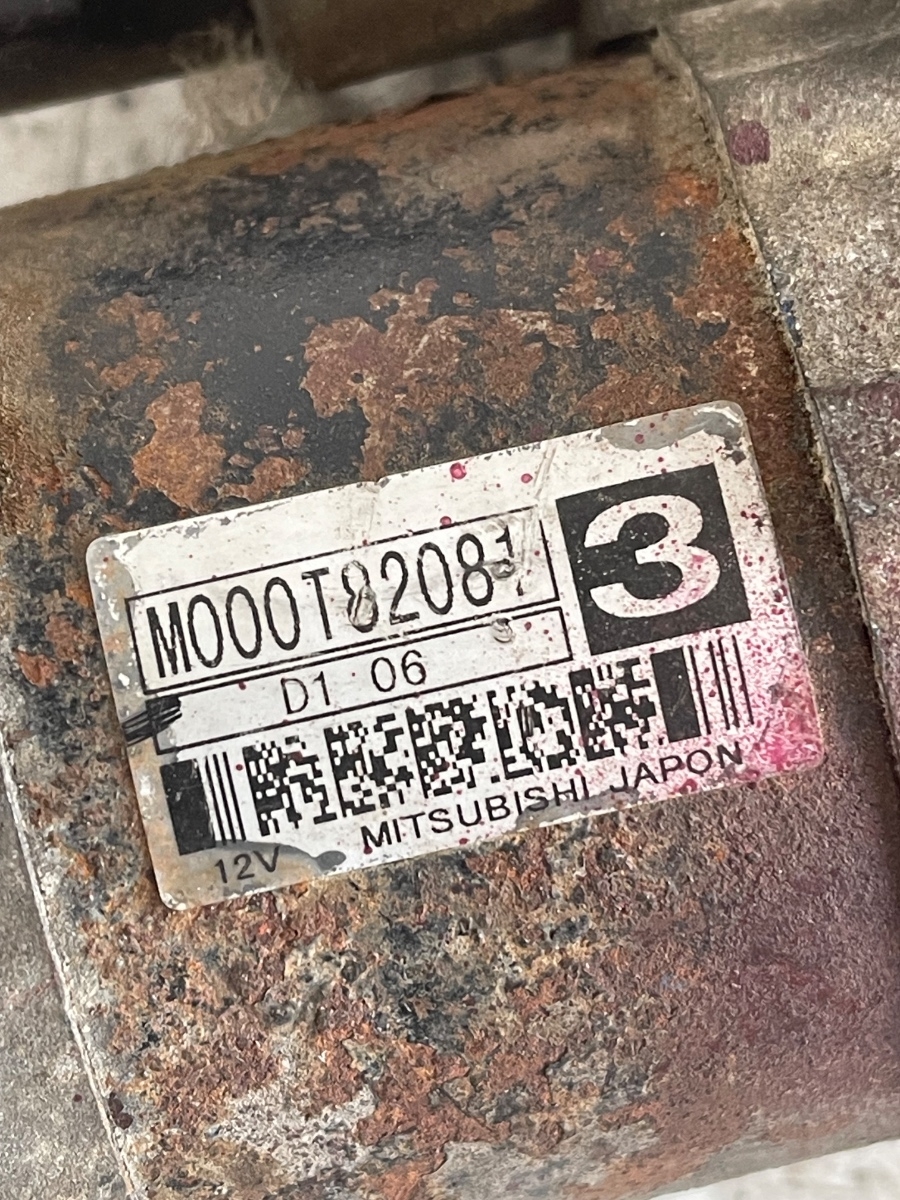 M000T82081
3
D1 06
MITSUBISHI JAPON
12V